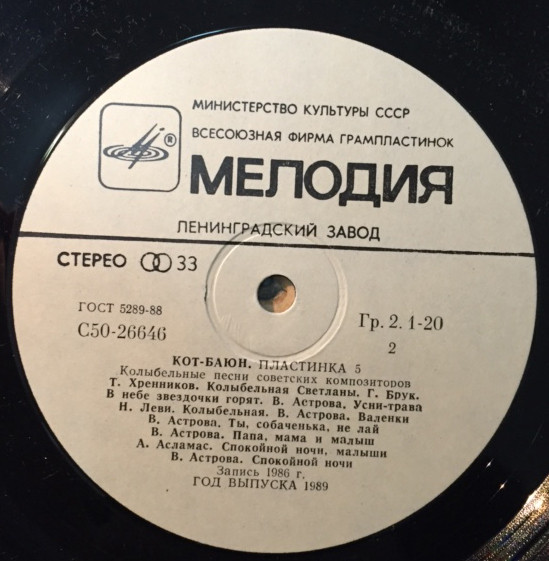 МИНИСТЕРСТВО КУЛЬТУРЫ СССР
ВСЕСОЮЗНАЯ ФИРМА ГРАМПЛАСТИНОК
®
МЕЛОДИЯ
ЛЕНИНГРАДСКИЙ ЗАВОД
СТЕРЕО 33
ГОСТ 5289-88
С50-26646
Гр. 2. 1-20
2
КОТ-БАЮН. ПЛАСТИНКА 5
Колыбельные песни советских композиторов
Т. Хренников. Колыбельная Светланы. Г. Брук.
В небе звездочки горят. В. Астрова, Усни-трава
Н. Леви. Колыбельная. В. Астрова. Валенки
В. Астрова. Ты, собаченька, не лай
В. Астрова. Папа, мама и малыш
А. Асламас. Спокойной ночи, малыши
В. Астрова. Спокойной ночи
Запись 1986 г.
ГОД ВЫПУСКА 1989